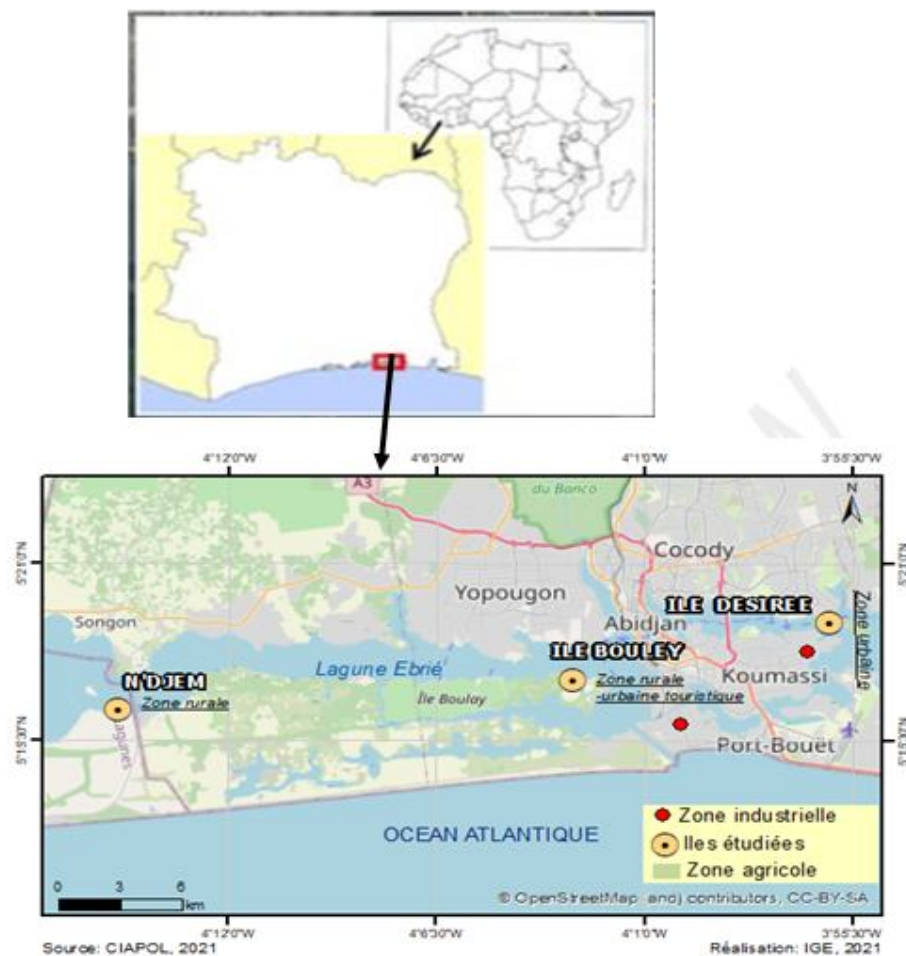 4°12'0"W 4°6'30"W 4°1'0"W 3°55'30"W
A3
N
du Banco
5°21'0"N
5°21'0"N
Cocody
Yopougon
ILE DESIREE
Songon
Abidjan
Zone urbaine
ILE BOULEY
Lagune Ebrié
Koumassi
N'DJEM
Zone rurale
Zone rurale
-urbaine touristique
Île Boulay
Lagunes
5°15'30"N
5°15'30"N
Port-Bouët
OCEAN ATLANTIQUE
Zone industrielle
Iles étudiées
Zone agricole
0 3 6
km
© OpenStreetMap and) contributors, CC-BY-SA
4°12'0"W 4°6'30"W 4°1'0"W 3°55'30"W
Source: CIAPOL, 2021 Réalisation: IGE, 2021